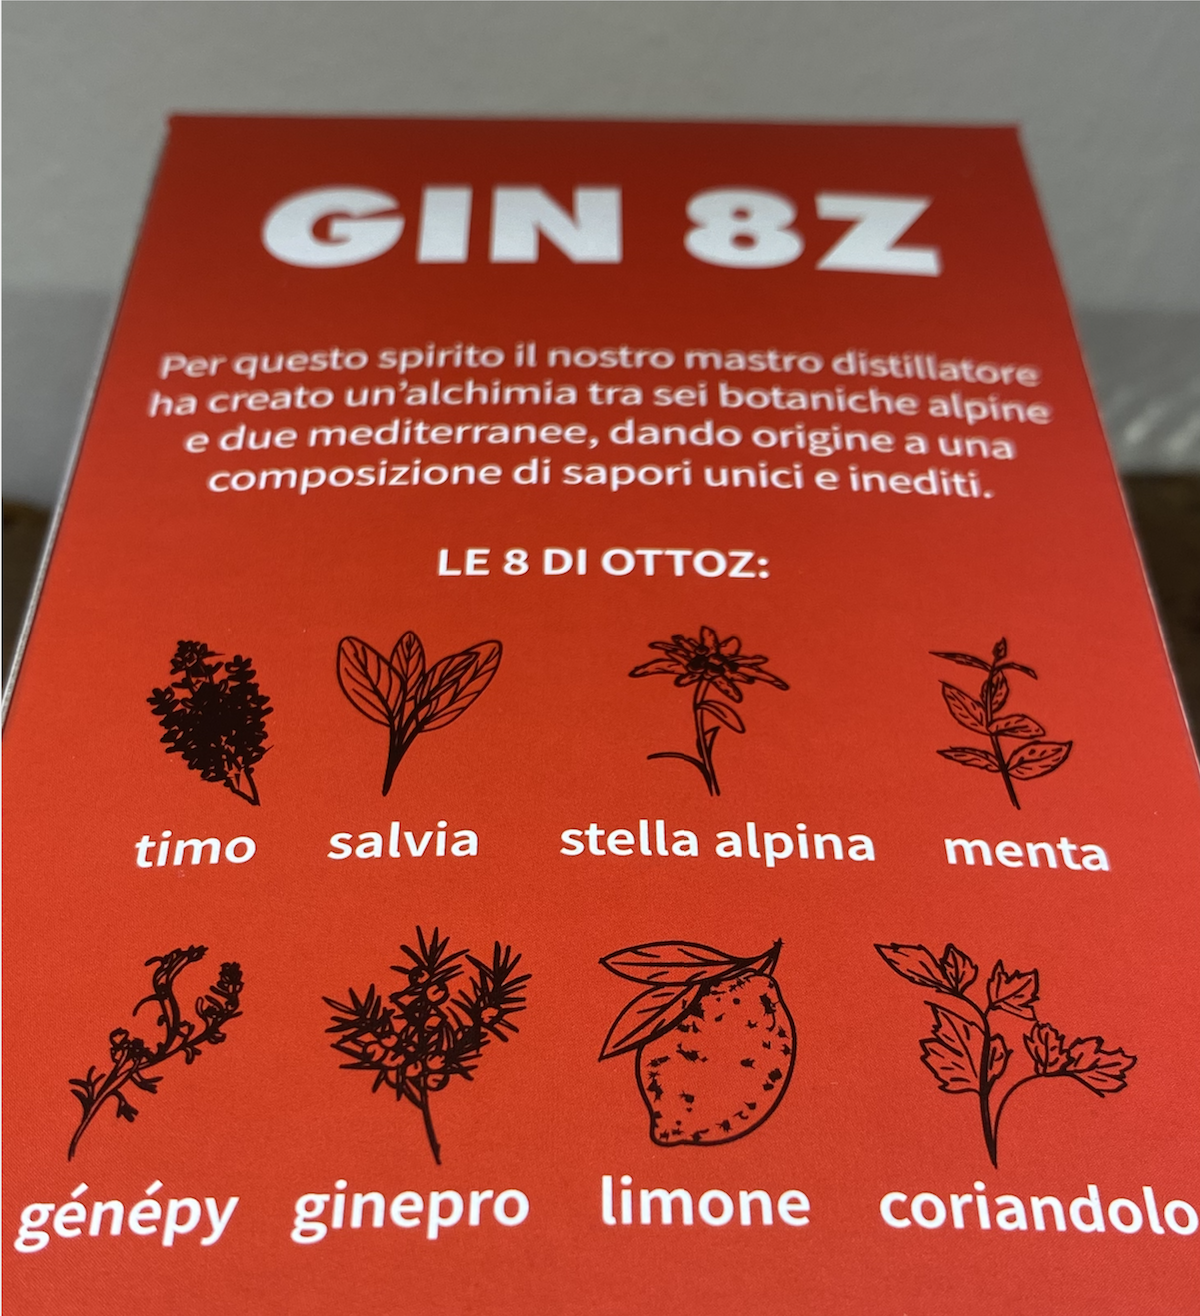 GIN 8Z
Per questo spirito il nostro mastro distillatore
ha creato un’alchimia tra sei botaniche alpine
e due mediterranee, dando origine a una
composizione di sapori unici e inediti.
LE 8 DI OTTOZ:
timo salvia stella alpina menta
génépy ginepro limone coriandolo